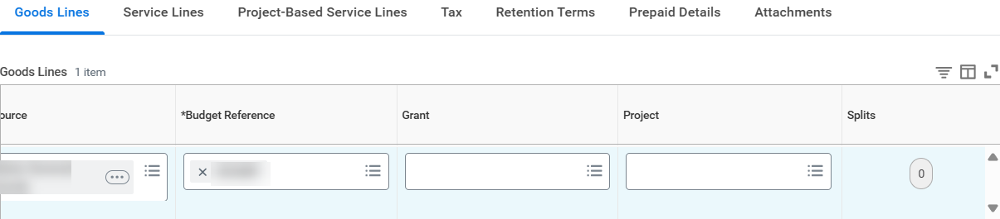 Goods Lines Service Lines Project-Based Service Lines Tax Retention Terms Prepaid Details Attachments
Goods Lines 1 item
ource *Budget Reference Grant Project Splits
0